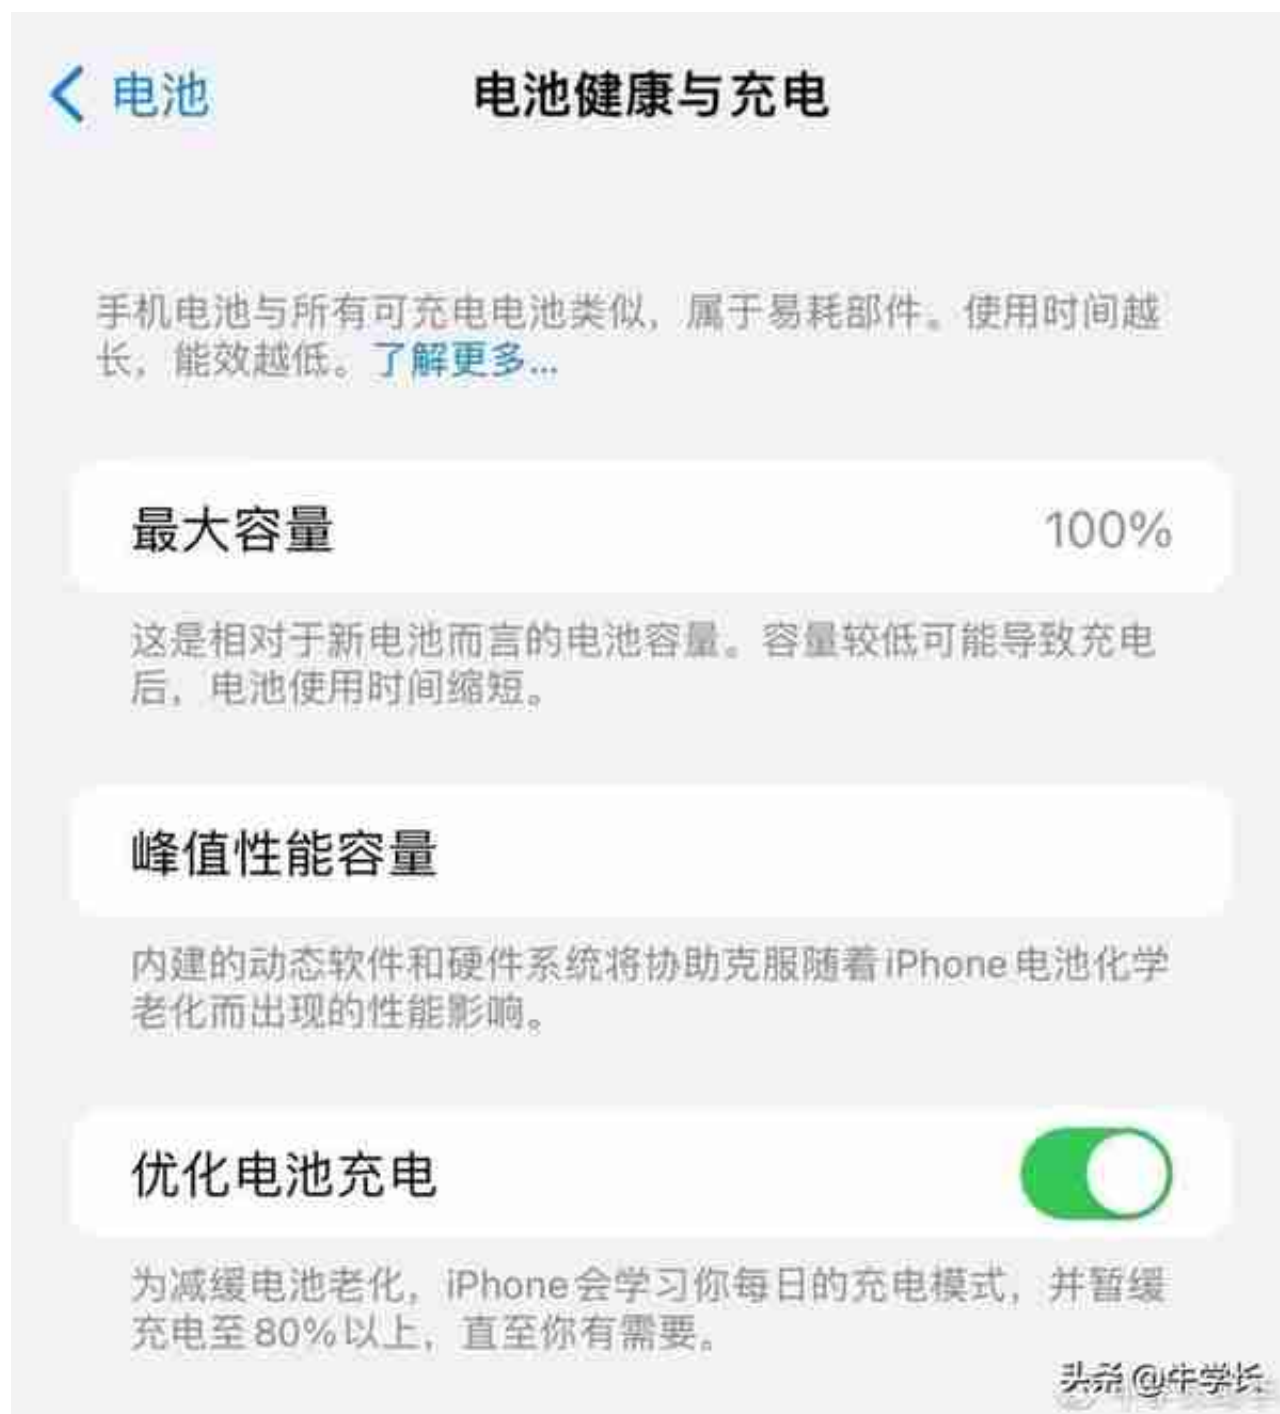 电池
电池健康与充电
手机电池与所有可充电电池类似，属于易耗部件。使用时间越
长，能效越低。了解更多...
最大容量 100%
这是相对于新电池而言的电池容量。容量较低可能导致充电
后，电池使用时间缩短。
峰值性能容量
内建的动态软件和硬件系统将协助克服随着iPhone电池化学
老化而出现的性能影响。
优化电池充电
为减缓电池老化，iPhone会学习你每日的充电模式，并暂缓
充电至80%以上，直至你有需要。
头条 @牛学长